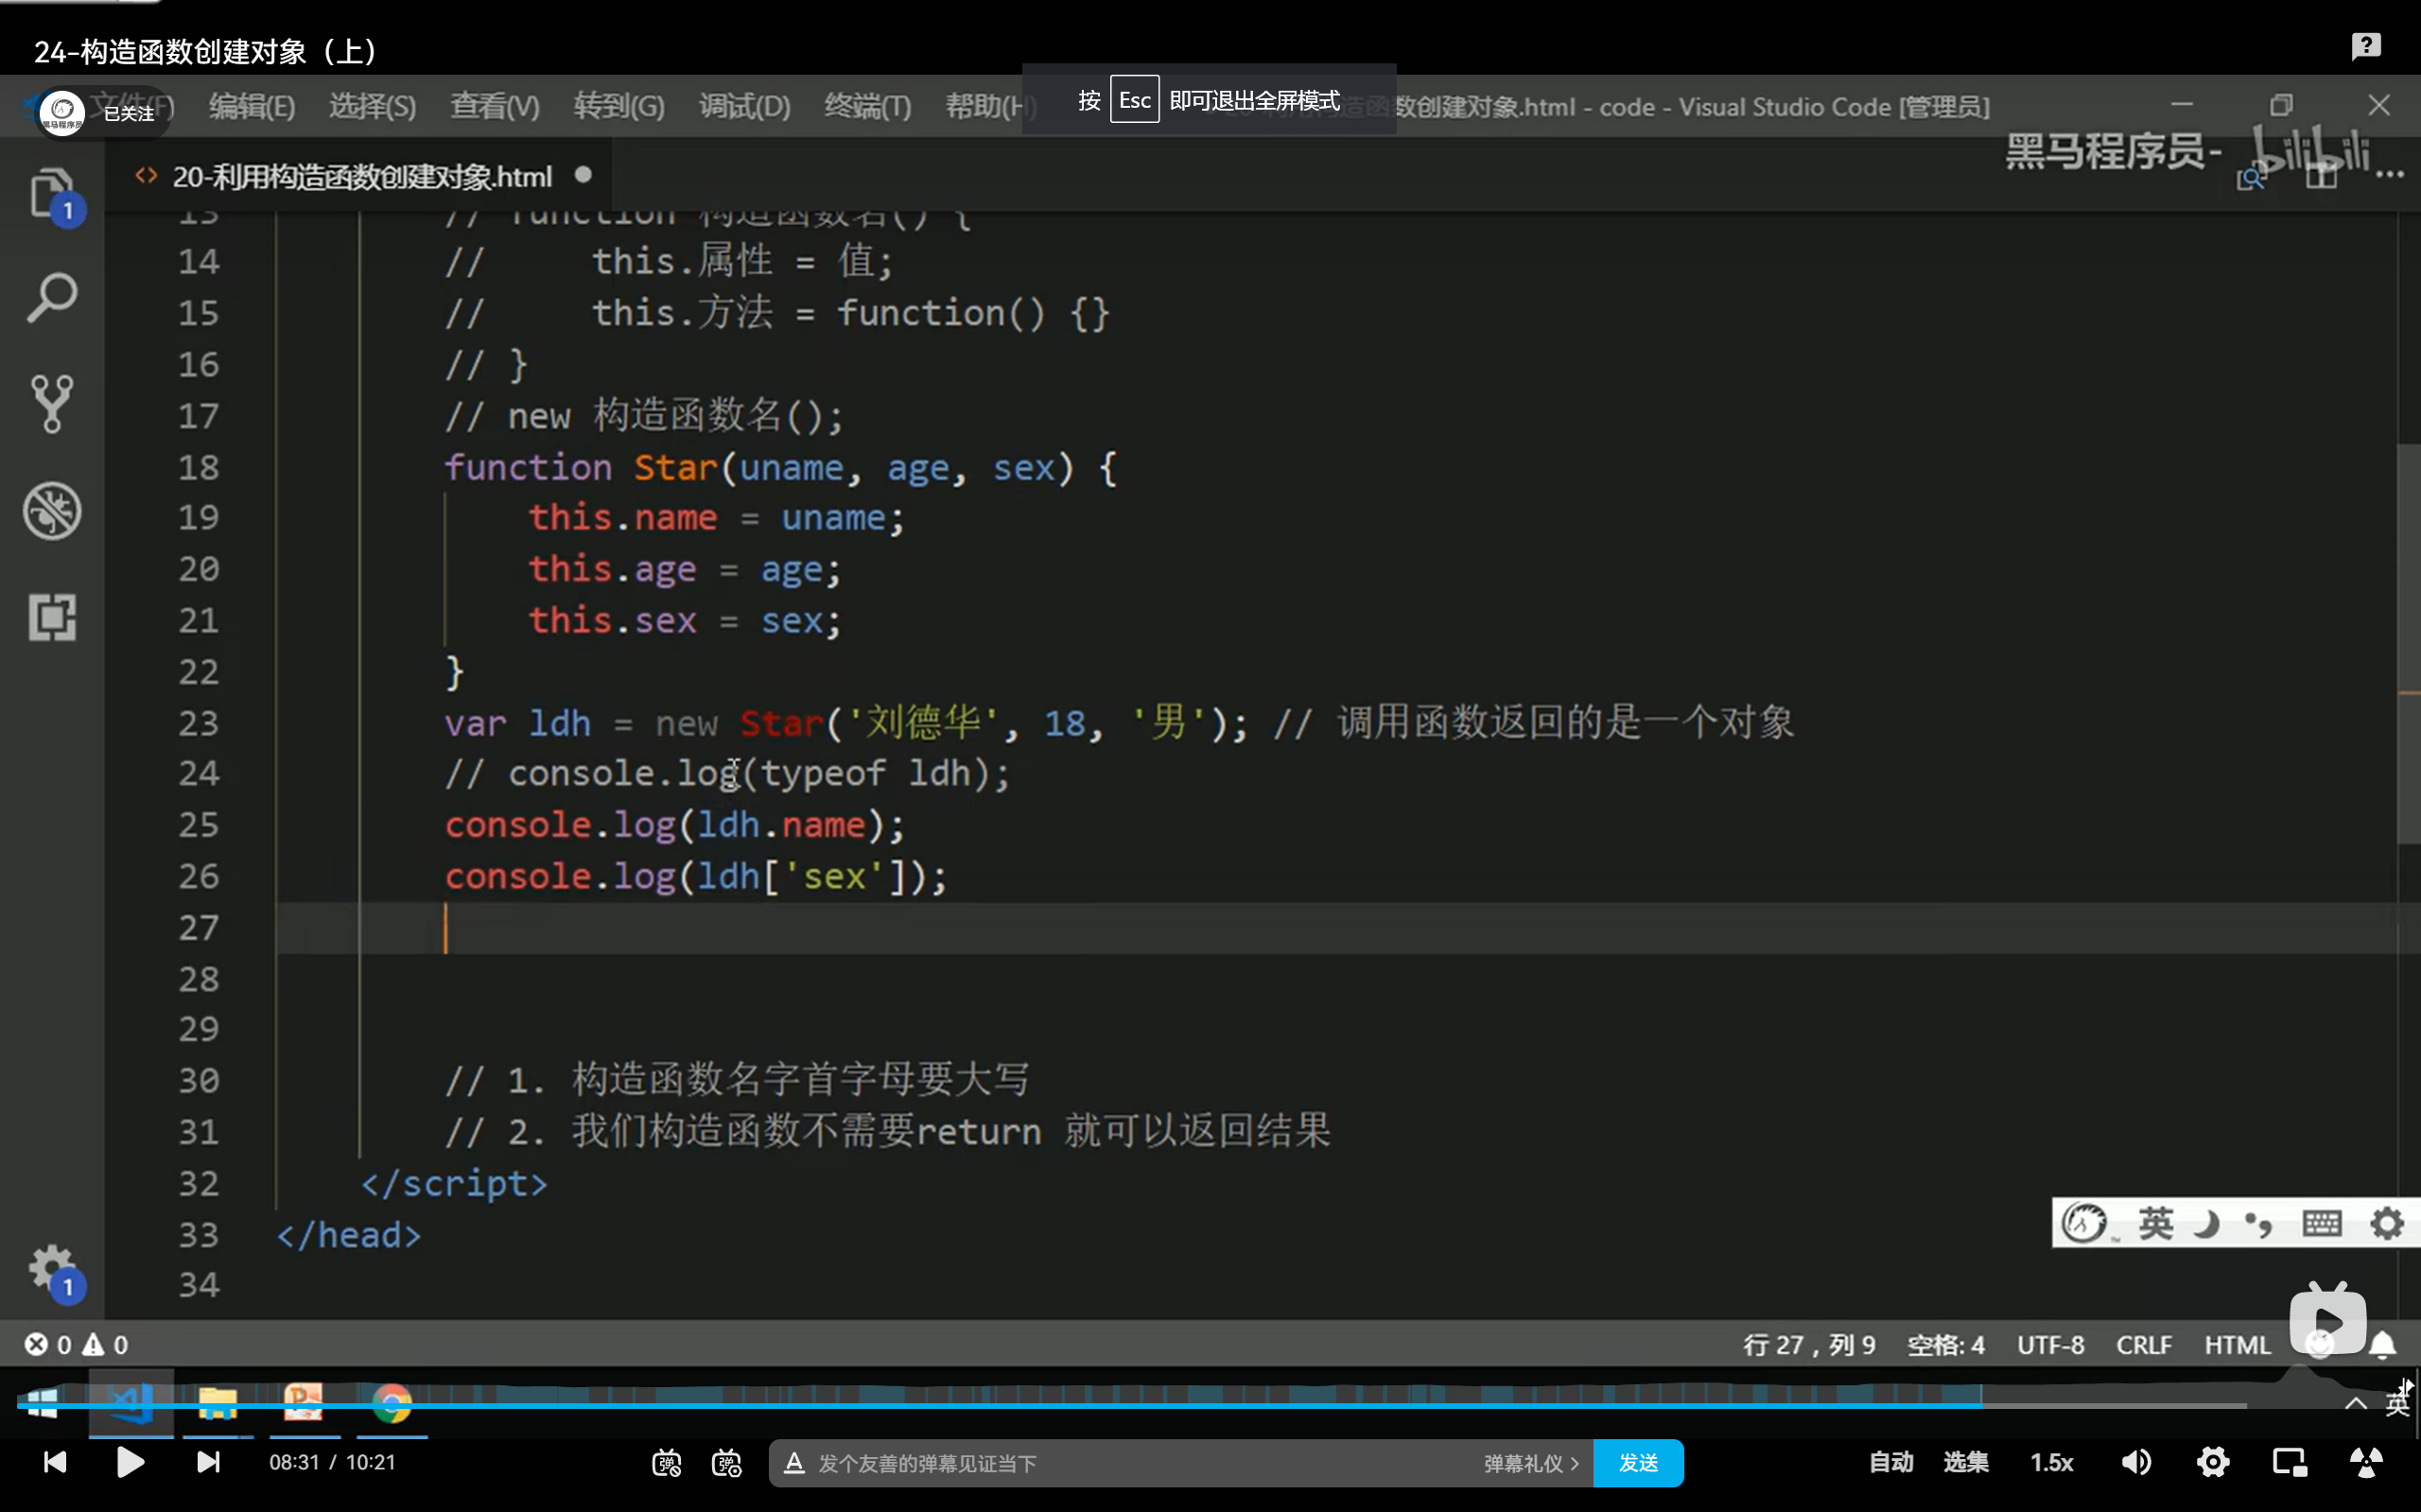 24-构造函数创建对象（上）
已关注
文件(F) 编辑(E) 选择(S) 查看(V) 转到(G) 调试(D) 终端(T) 帮助(H)
按 Esc 即可退出全屏模式
数创建对象.html - code - Visual Studio Code [管理员]
黑马程序员- bilibili
20-利用构造函数创建对象.html
1
13 // function 构造函数名() {
14 //     this.属性 = 值;
15 //     this.方法 = function() {}
16 // }
17 // new 构造函数名();
18 function Star(uname, age, sex) {
19     this.name = uname;
20     this.age = age;
21     this.sex = sex;
22 }
23 var ldh = new Star('刘德华', 18, '男'); // 调用函数返回的是一个对象
24 // console.log(typeof ldh);
25 console.log(ldh.name);
26 console.log(ldh['sex']);
27
28
29
30 // 1. 构造函数名字首字母要大写
31 // 2. 我们构造函数不需要return 就可以返回结果
32 </script>
33 </head>
34
1
英
0 0
行 27，列 9 空格: 4 UTF-8 CRLF HTML
英
08:31 / 10:21
弹 弹
发个友善的弹幕见证当下
弹幕礼仪 >
发送
自动 选集 1.5x